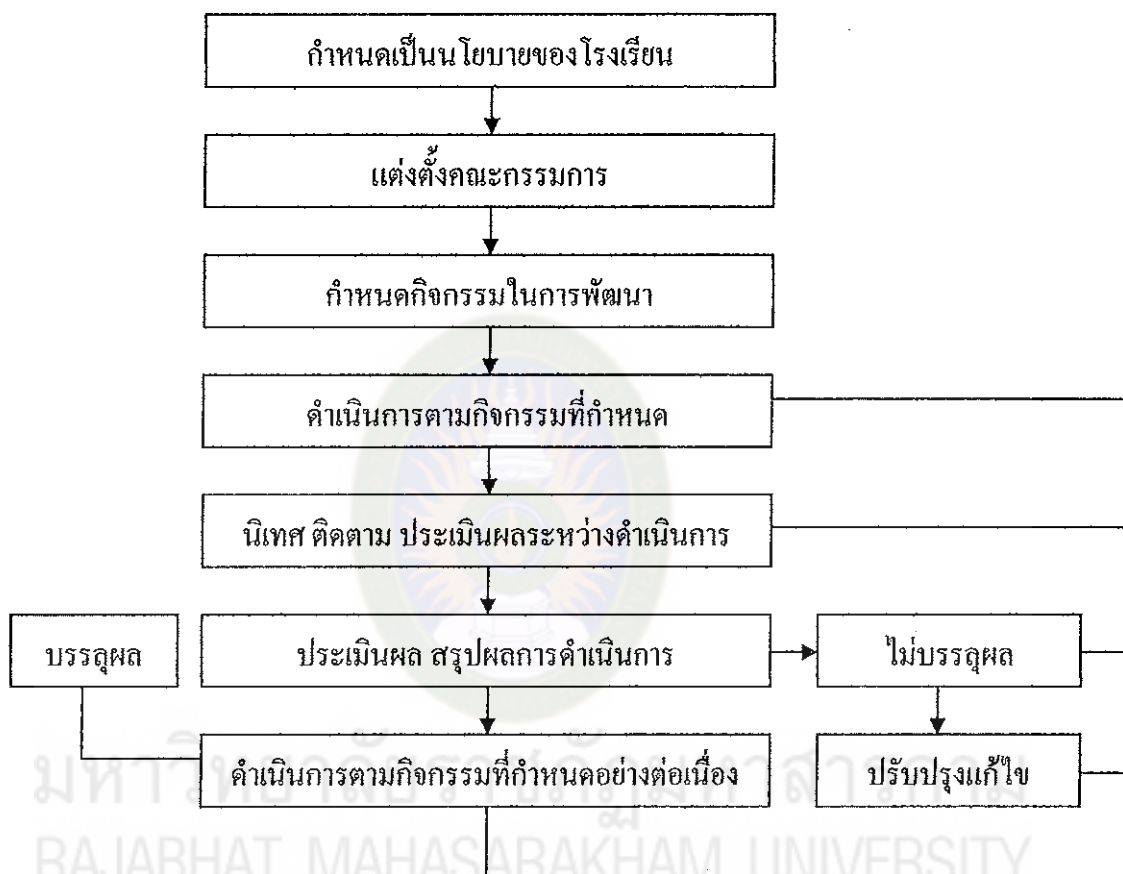 กำหนดเป็นนโยบายของโรงเรียน
แต่งตั้งคณะกรรมการ
กำหนดกิจกรรมในการพัฒนา
ดำเนินการตามกิจกรรมที่กำหนด
นิเทศ ติดตาม ประเมินผลระหว่างดำเนินการ
บรรลุผล
ประเมินผล สรุปผลการดำเนินการ
ไม่บรรลุผล
ดำเนินการตามกิจกรรมที่กำหนดอย่างต่อเนื่อง
ปรับปรุงแก้ไข
มหาวิทยาลัยราชภัฏมหาสารคาม
RAJABHAT MAHASARAKHAM UNIVERSITY